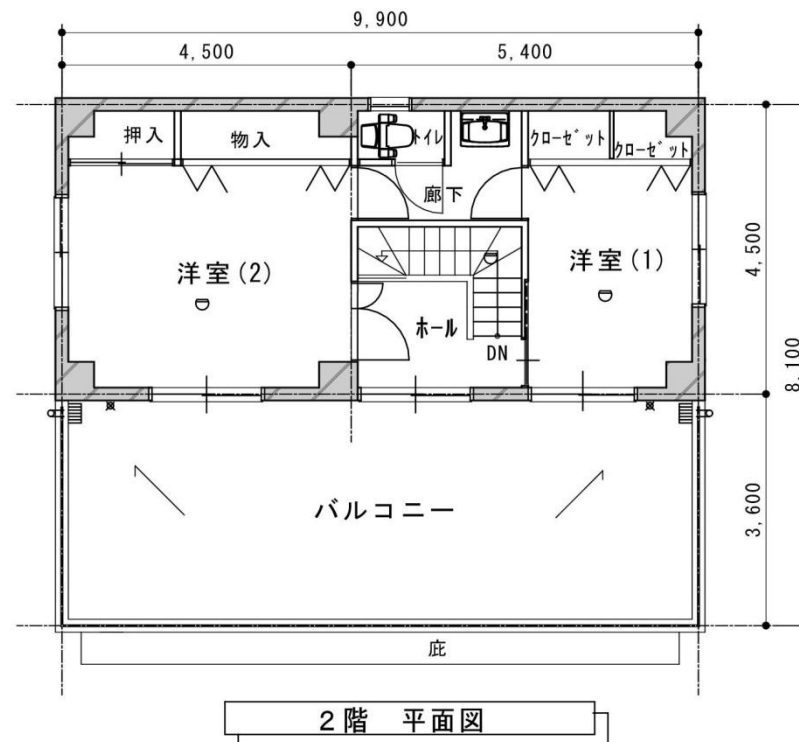 9,900
4,500
5,400
押入
物入
トイレ
クローゼット
クローゼット
廊下
洋室(2)
洋室(1)
ホール
DN
4,500
8,100
バルコニー
3,600
庇
2階 平面図